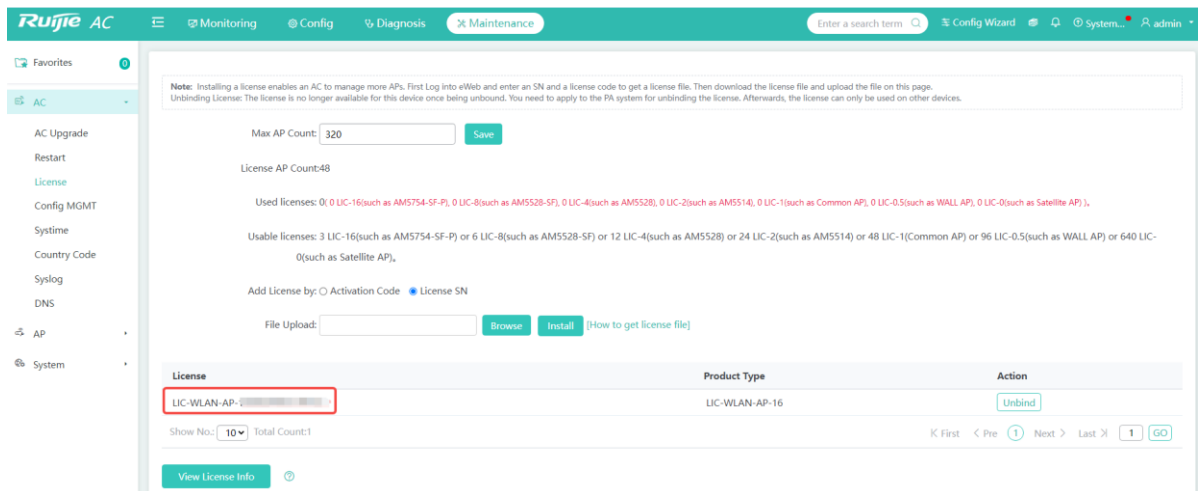 Ruijie AC
Monitoring
Config
Diagnosis
Maintenance
Enter a search term
Config Wizard
System...
admin
Favorites
0
AC
AC Upgrade
Restart
License
Config MGMT
Systime
Country Code
Syslog
DNS
AP
System
Note: Installing a license enables an AC to manage more APs. First Log into eWeb and enter an SN and a license code to get a license file. Then download the license file and upload the file on this page.
Unbinding License: The license is no longer available for this device once being unbound. You need to apply to the PA system for unbinding the license. Afterwards, the license can only be used on other devices.
Max AP Count: 320 Save
License AP Count:48
Used licenses: 0( 0 LIC-16(such as AM5754-SF-P), 0 LIC-8(such as AM5528-SF), 0 LIC-4(such as AM5528), 0 LIC-2(such as AM5514), 0 LIC-1(such as Common AP), 0 LIC-0.5(such as WALL AP), 0 LIC-0(such as Satellite AP) )。
Usable licenses: 3 LIC-16(such as AM5754-SF-P) or 6 LIC-8(such as AM5528-SF) or 12 LIC-4(such as AM5528) or 24 LIC-2(such as AM5514) or 48 LIC-1(Common AP) or 96 LIC-0.5(such as WALL AP) or 640 LIC-
0(such as Satellite AP)。
Add License by: Activation Code License SN
File Upload: Browse Install [How to get license file]
License Product Type Action
LIC-WLAN-AP- LIC-WLAN-AP-16 Unbind
Show No.: 10 Total Count:1 First Pre 1 Next Last 1 GO
View License Info